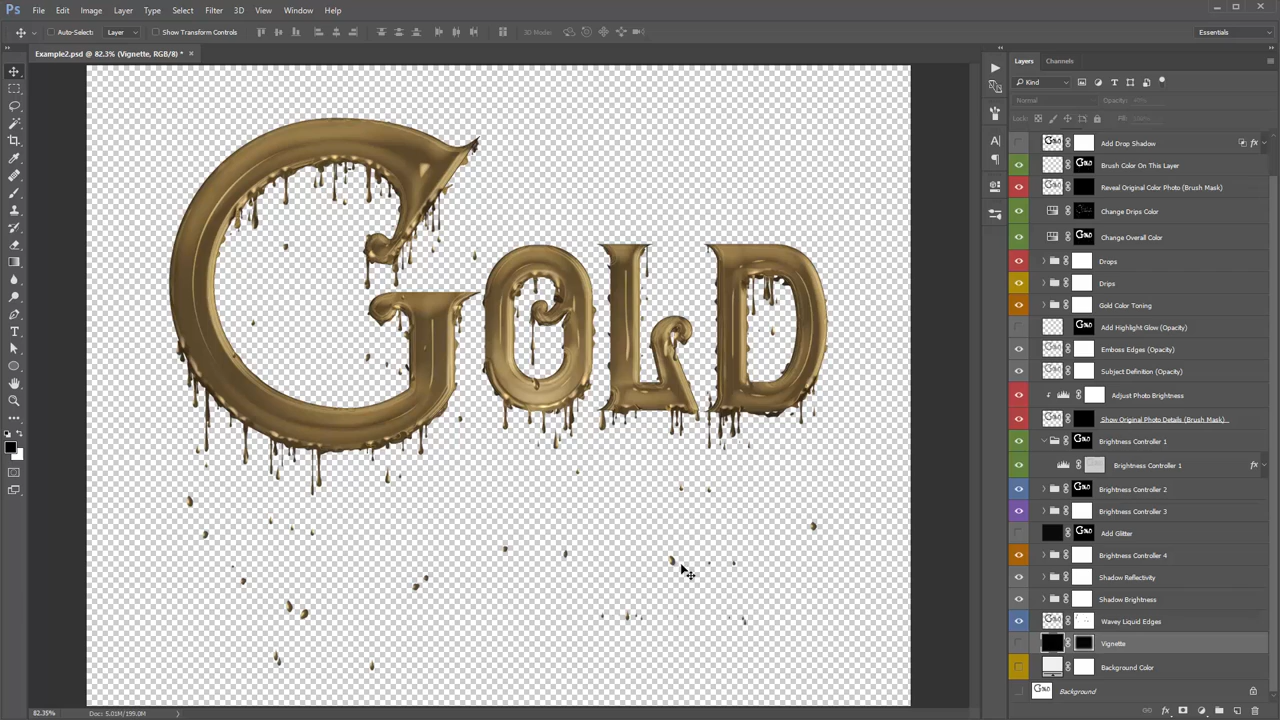 Ps File Edit Image Layer Type Select Filter 3D View Window Help
Auto-Select: Layer Show Transform Controls 3D Mode: Essentials
Example2.psd @ 82.3% (Vignette, RGB/8) * ×
Layers Channels
Kind
Normal Opacity:
Lock: Fill:
Add Drop Shadow fx
Brush Color On This Layer
Reveal Original Color Photo (Brush Mask)
Change Drips Color
Change Overall Color
Drops
Drips
Gold Color Toning
Add Highlight Glow (Opacity)
Emboss Edges (Opacity)
Subject Definition (Opacity)
Adjust Photo Brightness
Show Original Photo Details (Brush Mask)
Brightness Controller 1
Brightness Controller 1 fx
Brightness Controller 2
Brightness Controller 3
Add Glitter
Brightness Controller 4
Shadow Reflectivity
Shadow Brightness
Wavey Liquid Edges
Vignette
Background Color
Background
GOLD
82.35% Doc: 5.01M/199.0M